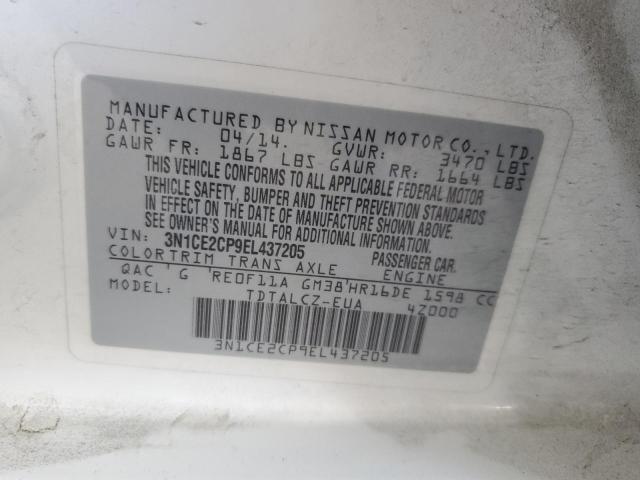 MANUFACTURED BY NISSAN MOTOR CO., LTD.
DATE: 04/14. GVWR: 3470 LBS
GAWR FR: 1867 LBS GAWR RR: 1664 LBS
THIS VEHICLE CONFORMS TO ALL APPLICABLE FEDERAL MOTOR
VEHICLE SAFETY, BUMPER AND THEFT PREVENTION STANDARDS
IN EFFECT ON THE DATE OF MANUFACTURE SHOWN ABOVE.
SEE OWNER'S MANUAL FOR ADDITIONAL INFORMATION.
VIN: 3N1CE2CP9EL437205 PASSENGER CAR.
COLOR TRIM TRANS AXLE ENGINE
QAC ' G ' RE0F11A GM38'HR16DE 1598 CC
MODEL: TDTALCZ-EUA 4Z000
3N1CE2CP9EL437205